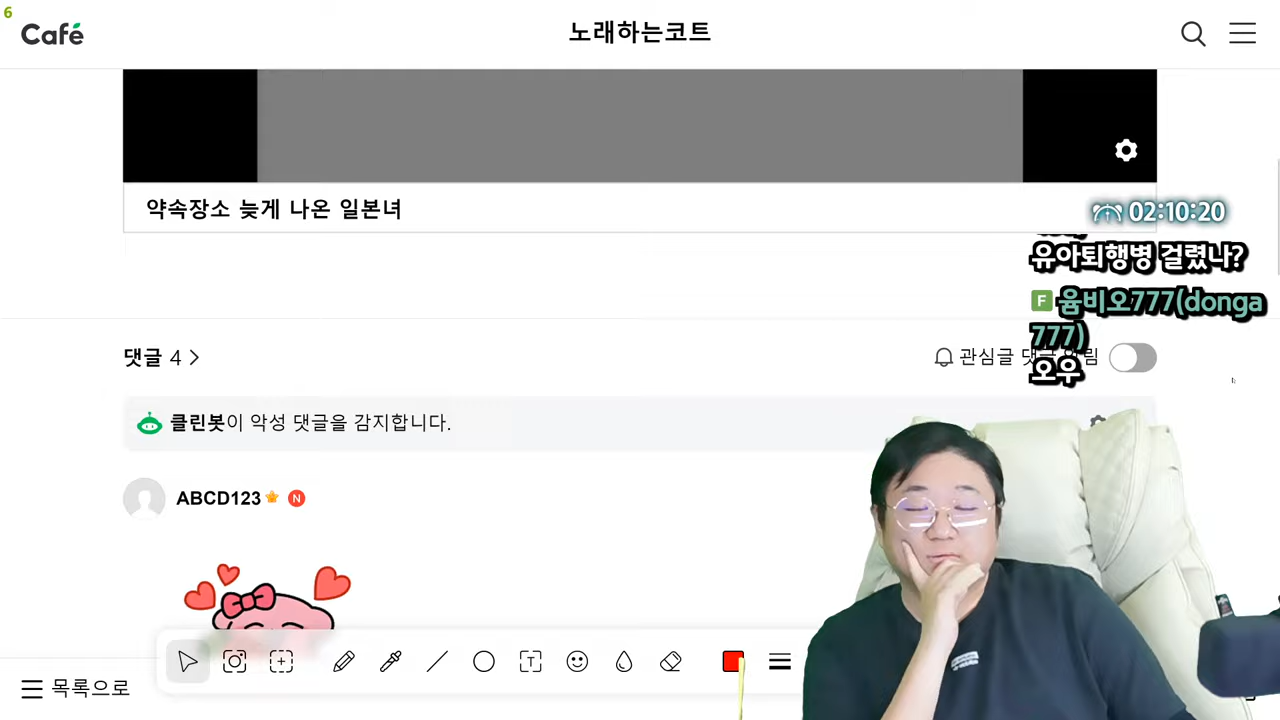 6
Café
노래하는코트
약속장소 늦게 나온 일본녀
02:10:20
유아퇴행병 걸렸나?
F 윰비오777(donga
777)
오우
댓글 4
관심글 댓글 알림
클린봇이 악성 댓글을 감지합니다.
ABCD123 N
T
목록으로